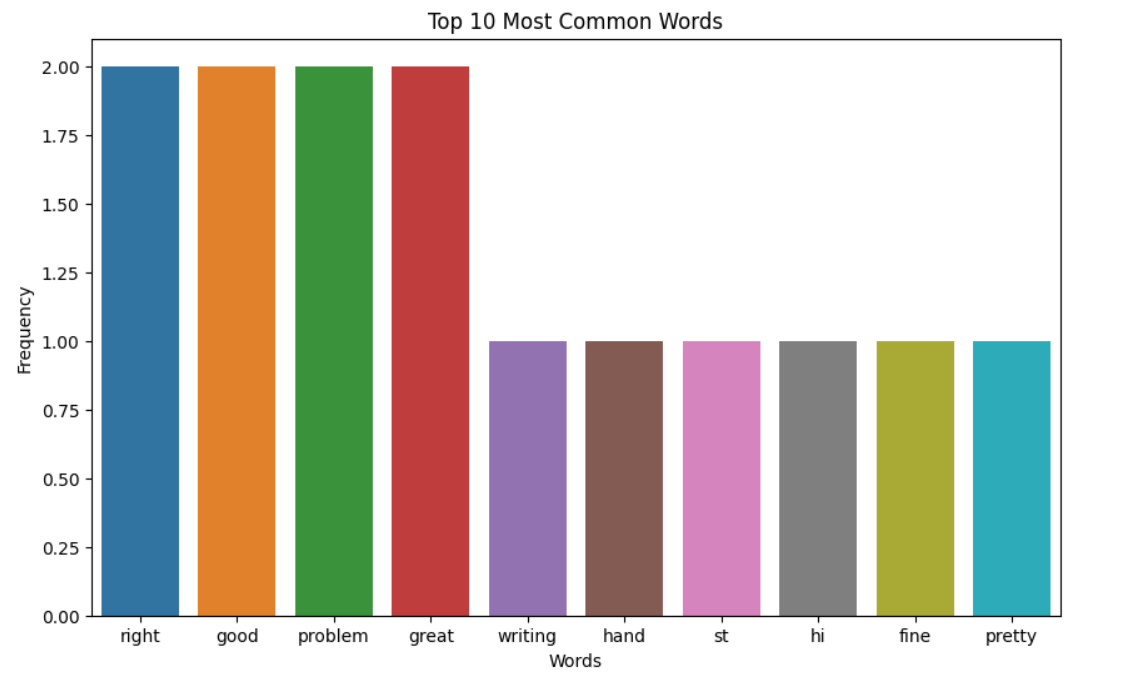 Top 10 Most Common Words
2.00
1.75
1.50
1.25
1.00
0.75
0.50
0.25
0.00
Frequency
right good problem great writing hand st hi fine pretty
Words